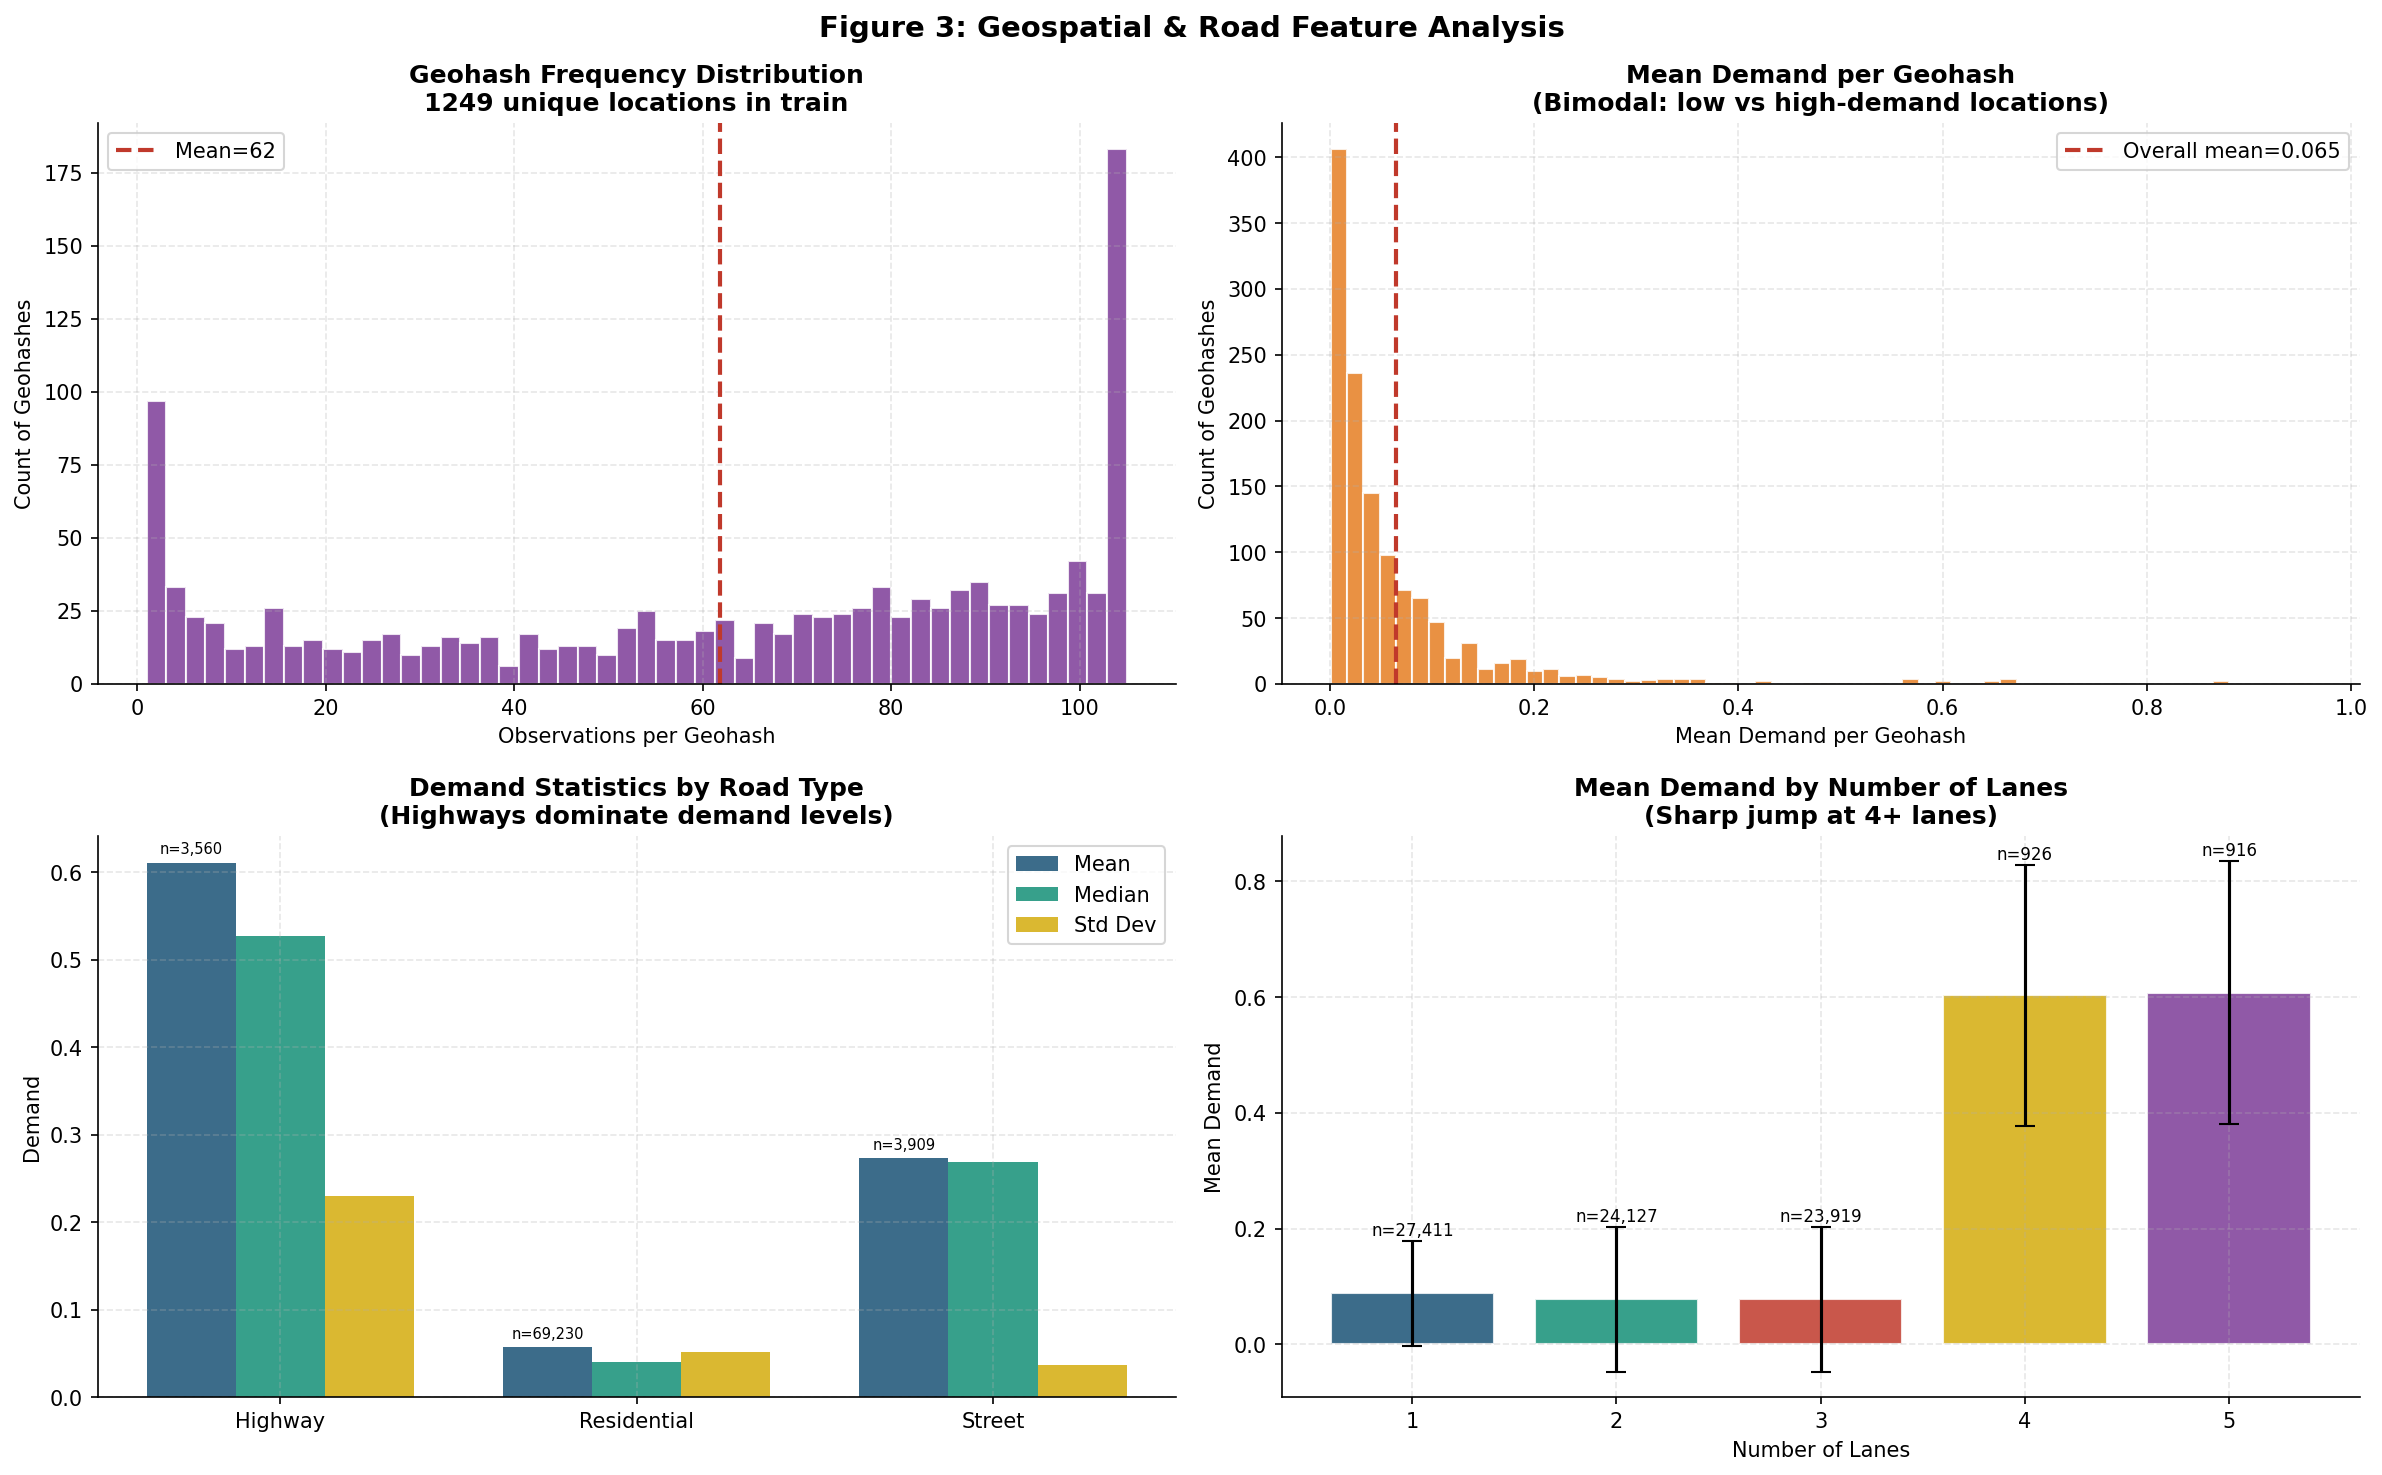 Figure 3: Geospatial & Road Feature Analysis
Geohash Frequency Distribution
1249 unique locations in train
Mean=62
Count of Geohashes
175
150
125
100
75
50
25
0
0 20 40 60 80 100
Observations per Geohash
Mean Demand per Geohash
(Bimodal: low vs high-demand locations)
Overall mean=0.065
Count of Geohashes
400
350
300
250
200
150
100
50
0
0.0 0.2 0.4 0.6 0.8 1.0
Mean Demand per Geohash
Demand Statistics by Road Type
(Highways dominate demand levels)
Mean
Median
Std Dev
n=3,560
n=69,230
n=3,909
Demand
0.6
0.5
0.4
0.3
0.2
0.1
0.0
Highway Residential Street
Mean Demand by Number of Lanes
(Sharp jump at 4+ lanes)
n=27,411
n=24,127
n=23,919
n=926
n=916
Mean Demand
0.8
0.6
0.4
0.2
0.0
1 2 3 4 5
Number of Lanes